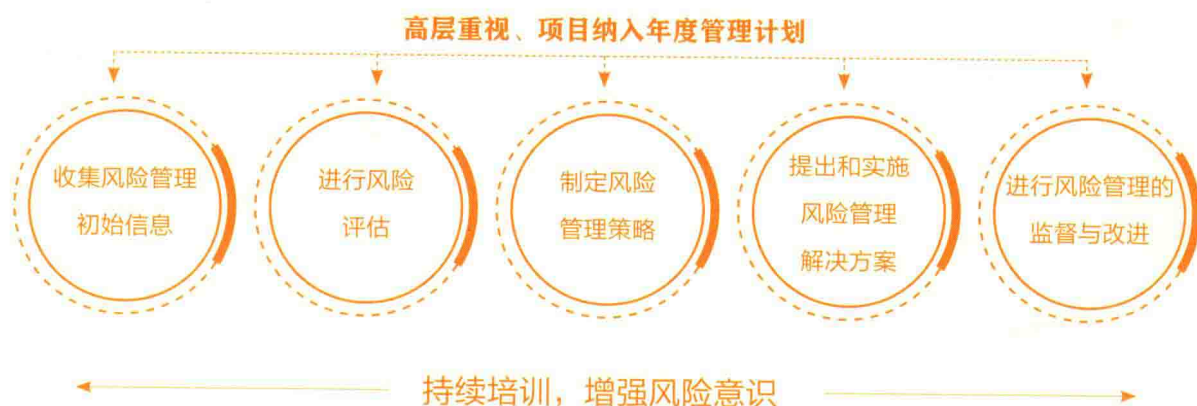 高层重视、项目纳入年度管理计划
收集风险管理
初始信息
进行风险
评估
制定风险
管理策略
提出和实施
风险管理
解决方案
进行风险管理的
监督与改进
持续培训，增强风险意识